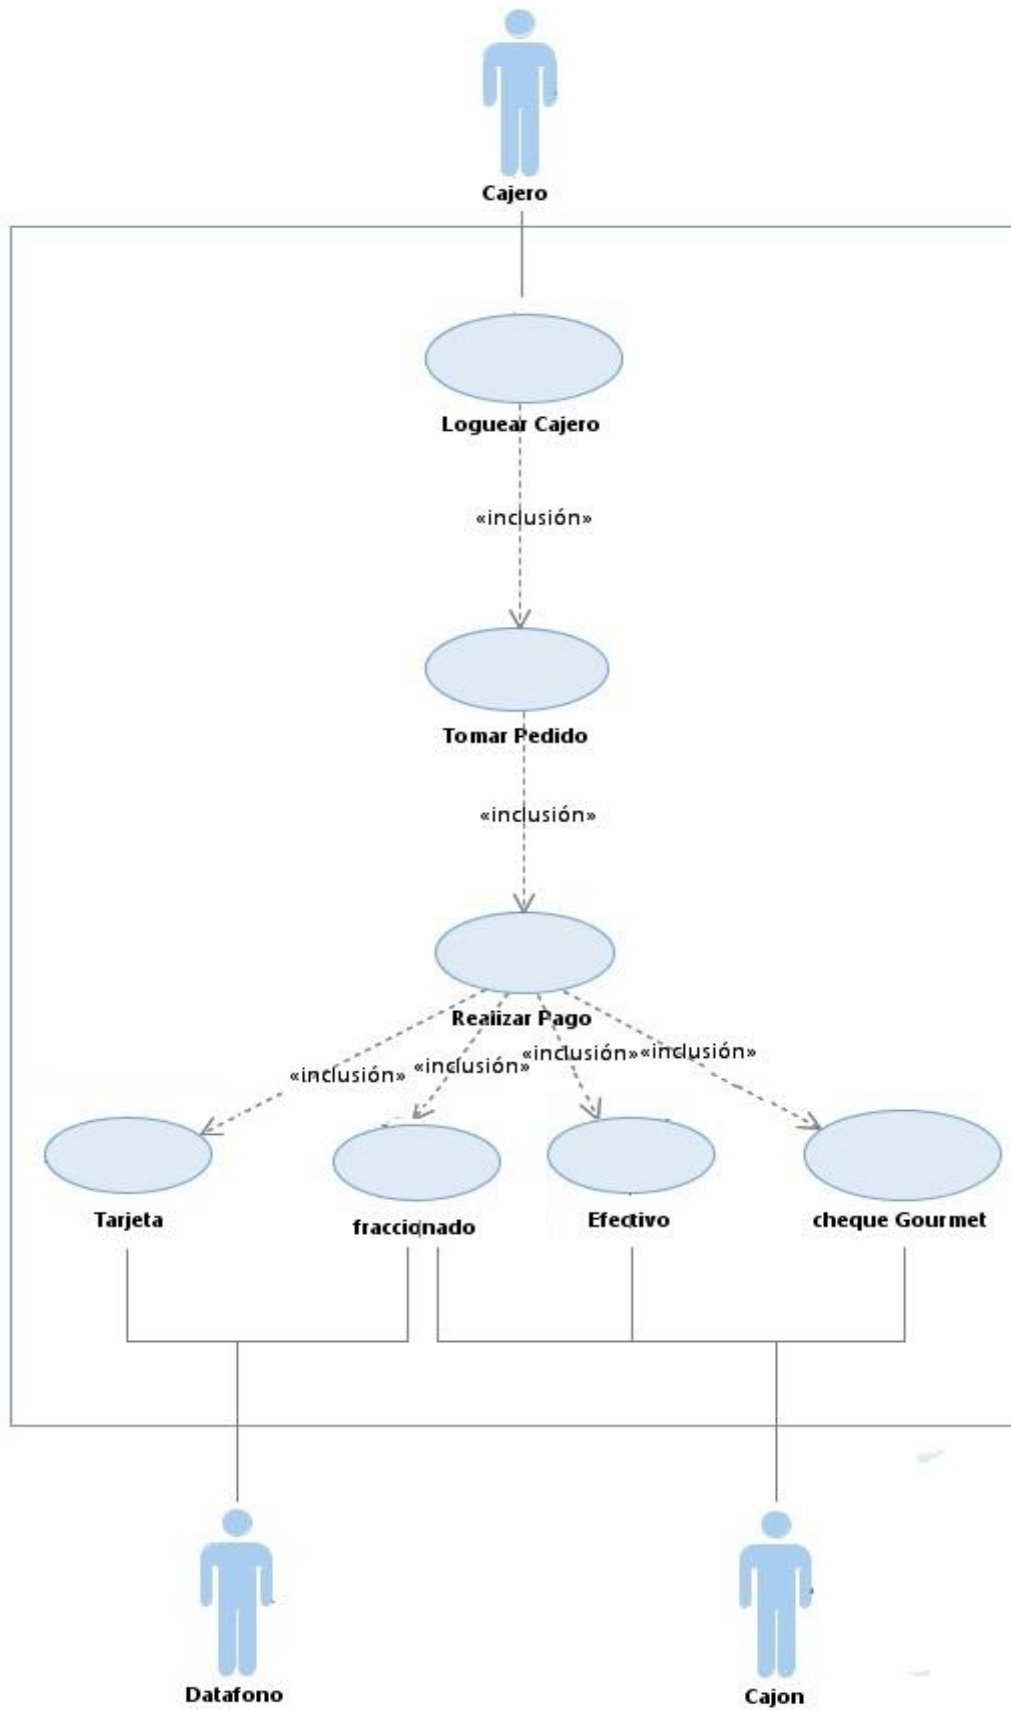 Cajero
Loguear Cajero
«inclusión»
Tomar Pedido
«inclusión»
Realizar Pago
«inclusión»
«inclusión»
«inclusión»
«inclusión»
Tarjeta
fraccionado
Efectivo
cheque Gourmet
Datafono
Cajon